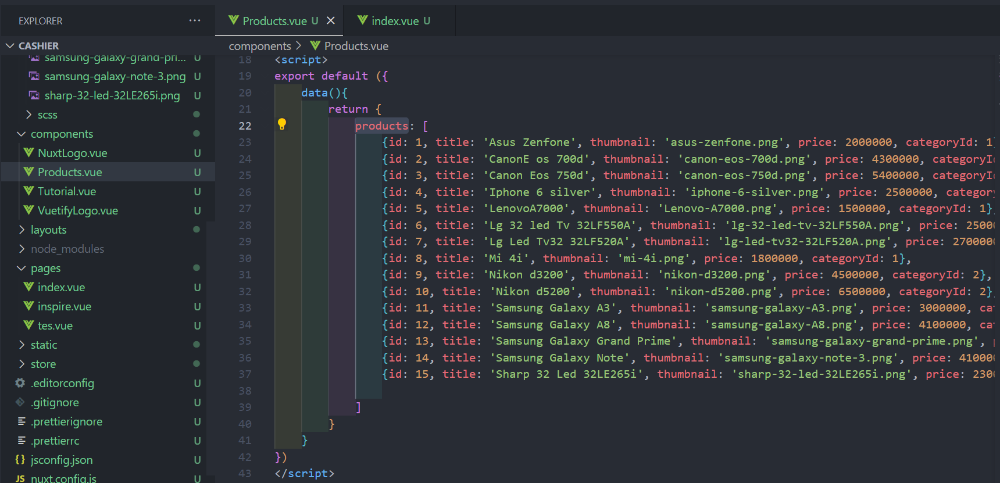 EXPLORER ...
CASHIER
samsung-galaxy-grand-pri... U
samsung-galaxy-note-3.png U
sharp-32-led-32LE265i.png U
scss
components
NuxtLogo.vue U
Products.vue U
Tutorial.vue U
VuetifyLogo.vue U
layouts
node_modules
pages
index.vue U
inspire.vue U
tes.vue U
static
store
.editorconfig U
.gitignore U
.prettierignore U
.prettierrc U
{} jsconfig.json U
JS nuxt.config.js U
Products.vue U × index.vue U
components > Products.vue
18 <script>
19 export default ({
20 data(){
21 return {
22 products: [
23 {id: 1, title: 'Asus Zenfone', thumbnail: 'asus-zenfone.png', price: 2000000, categoryId: 1}
24 {id: 2, title: 'CanonE os 700d', thumbnail: 'canon-eos-700d.png', price: 4300000, categoryId
25 {id: 3, title: 'Canon Eos 750d', thumbnail: 'canon-eos-750d.png', price: 5400000, categoryId
26 {id: 4, title: 'Iphone 6 silver', thumbnail: 'iphone-6-silver.png', price: 2500000, category
27 {id: 5, title: 'LenovoA7000', thumbnail: 'Lenovo-A7000.png', price: 1500000, categoryId: 1}
28 {id: 6, title: 'Lg 32 led Tv 32LF550A', thumbnail: 'lg-32-led-tv-32LF550A.png', price: 25000
29 {id: 7, title: 'Lg Led Tv32 32LF520A', thumbnail: 'lg-led-tv32-32LF520A.png', price: 2700000
30 {id: 8, title: 'Mi 4i', thumbnail: 'mi-4i.png', price: 1800000, categoryId: 1},
31 {id: 9, title: 'Nikon d3200', thumbnail: 'nikon-d3200.png', price: 4500000, categoryId: 2},
32 {id: 10, title: 'Nikon d5200', thumbnail: 'nikon-d5200.png', price: 6500000, categoryId: 2}
33 {id: 11, title: 'Samsung Galaxy A3', thumbnail: 'samsung-galaxy-A3.png', price: 3000000, cat
34 {id: 12, title: 'Samsung Galaxy A8', thumbnail: 'samsung-galaxy-A8.png', price: 4100000, cat
35 {id: 13, title: 'Samsung Galaxy Grand Prime', thumbnail: 'samsung-galaxy-grand-prime.png', p
36 {id: 14, title: 'Samsung Galaxy Note', thumbnail: 'samsung-galaxy-note-3.png', price: 410000
37 {id: 15, title: 'Sharp 32 Led 32LE265i', thumbnail: 'sharp-32-led-32LE265i.png', price: 2300
38
39 ]
40 }
41 }
42 })
43 </script>